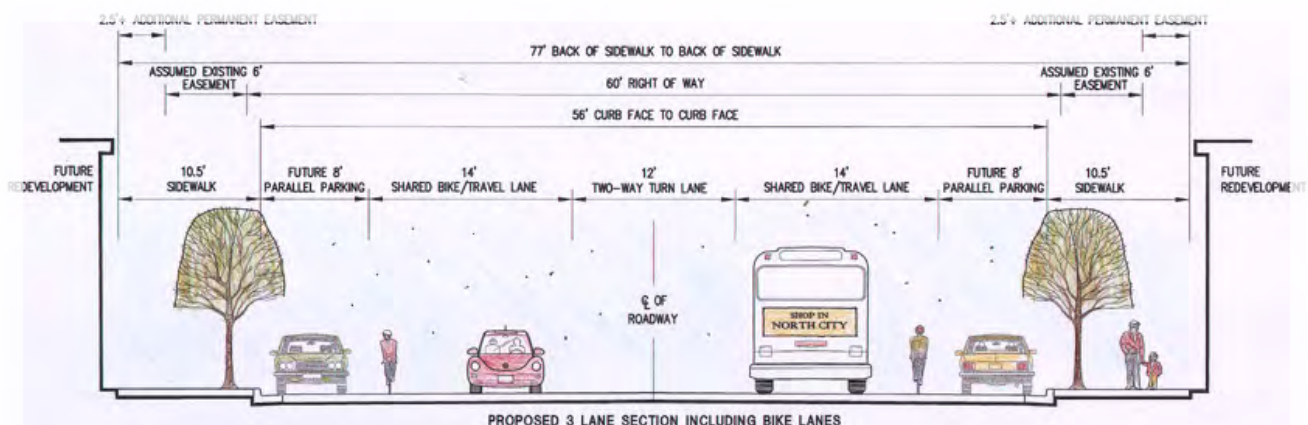 2.5'± ADDITIONAL PERMANENT EASEMENT
2.5'± ADDITIONAL PERMANENT EASEMENT
77' BACK OF SIDEWALK TO BACK OF SIDEWALK
ASSUMED EXISTING 6'
EASEMENT
60' RIGHT OF WAY
ASSUMED EXISTING 6'
EASEMENT
56' CURB FACE TO CURB FACE
FUTURE
REDEVELOPMENT
10.5'
SIDEWALK
FUTURE 8'
PARALLEL PARKING
14'
SHARED BIKE/TRAVEL LANE
12'
TWO-WAY TURN LANE
14'
SHARED BIKE/TRAVEL LANE
FUTURE 8'
PARALLEL PARKING
10.5'
SIDEWALK
FUTURE
REDEVELOPMENT
℄ OF
ROADWAY
SHOP IN
NORTH CITY
PROPOSED 3 LANE SECTION INCLUDING BIKE LANES